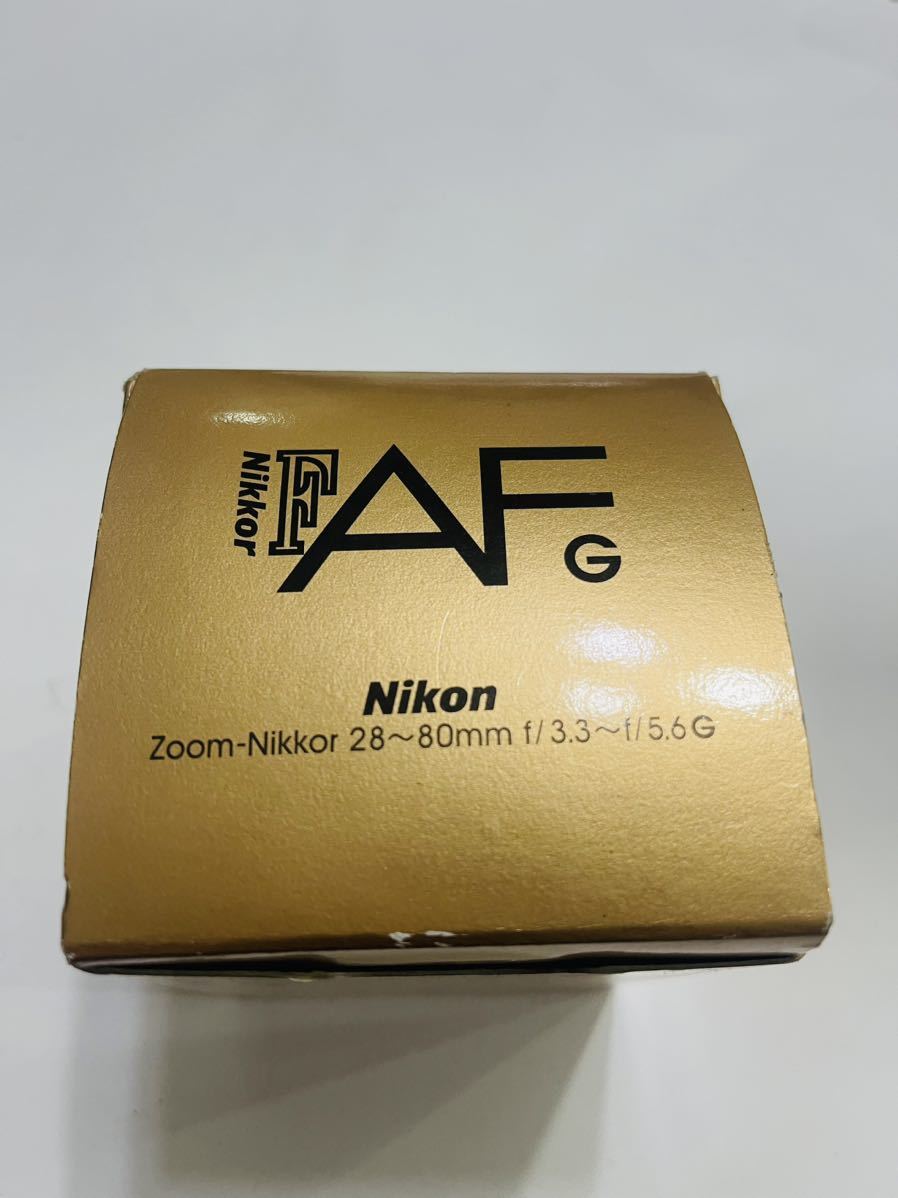 Nikkor
AF G
Nikon
Zoom-Nikkor 28～80mm f/3.3～f/5.6G